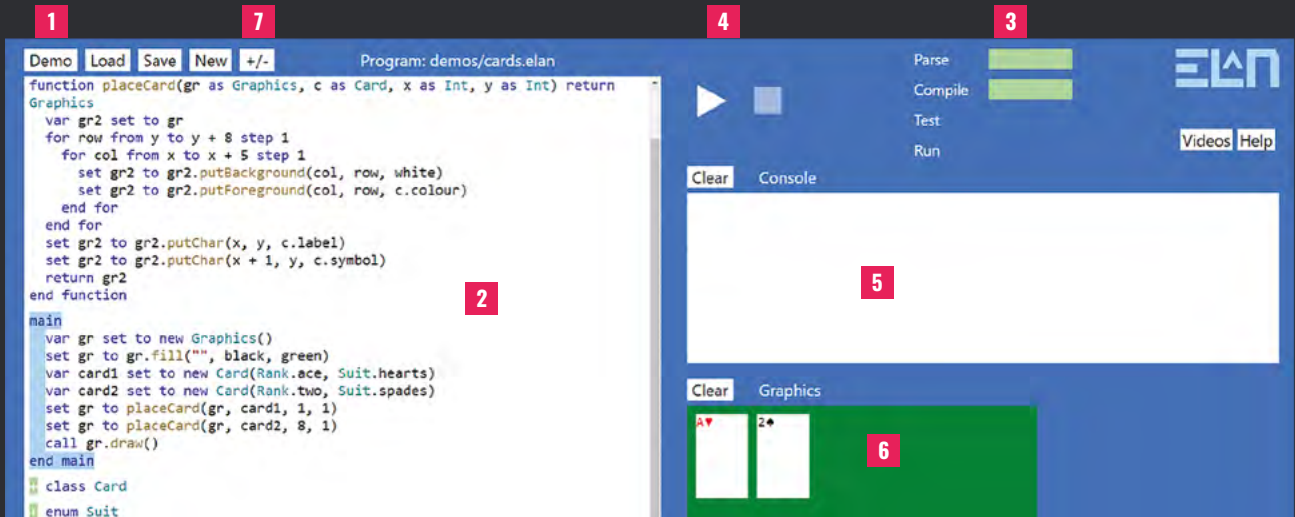 1
7
4
3
Demo Load Save New +/- Program: demos/cards.elan
function placeCard(gr as Graphics, c as Card, x as Int, y as Int) return
Graphics
var gr2 set to gr
for row from y to y + 8 step 1
for col from x to x + 5 step 1
set gr2 to gr2.putBackground(col, row, white)
set gr2 to gr2.putForeground(col, row, c.colour)
end for
end for
set gr2 to gr2.putChar(x, y, c.label)
set gr2 to gr2.putChar(x + 1, y, c.symbol)
return gr2
end function
2
main
var gr set to new Graphics()
set gr to gr.fill("", black, green)
var card1 set to new Card(Rank.ace, Suit.hearts)
var card2 set to new Card(Rank.two, Suit.spades)
set gr to placeCard(gr, card1, 1, 1)
set gr to placeCard(gr, card2, 8, 1)
call gr.draw()
end main
class Card
enum Suit
Parse
Compile
Test
Run
ELAN
Videos Help
Clear Console
5
Clear Graphics
A♥ 2♠
6